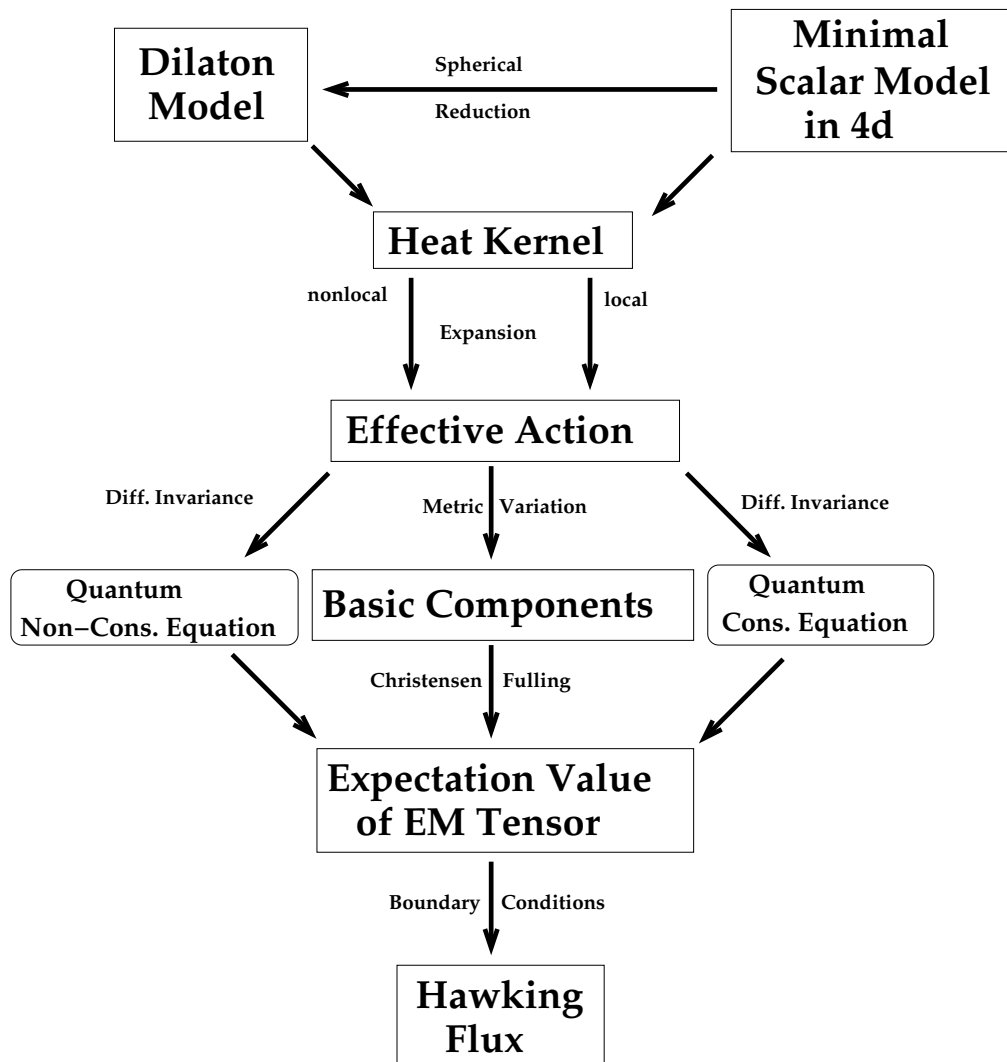 Dilaton
Model
Spherical
Reduction
Minimal
Scalar Model
in 4d
Heat Kernel
nonlocal
local
Expansion
Effective Action
Diff. Invariance
Metric Variation
Diff. Invariance
Quantum
Non−Cons. Equation
Basic Components
Quantum
Cons. Equation
Christensen Fulling
Expectation Value
of EM Tensor
Boundary Conditions
Hawking
Flux